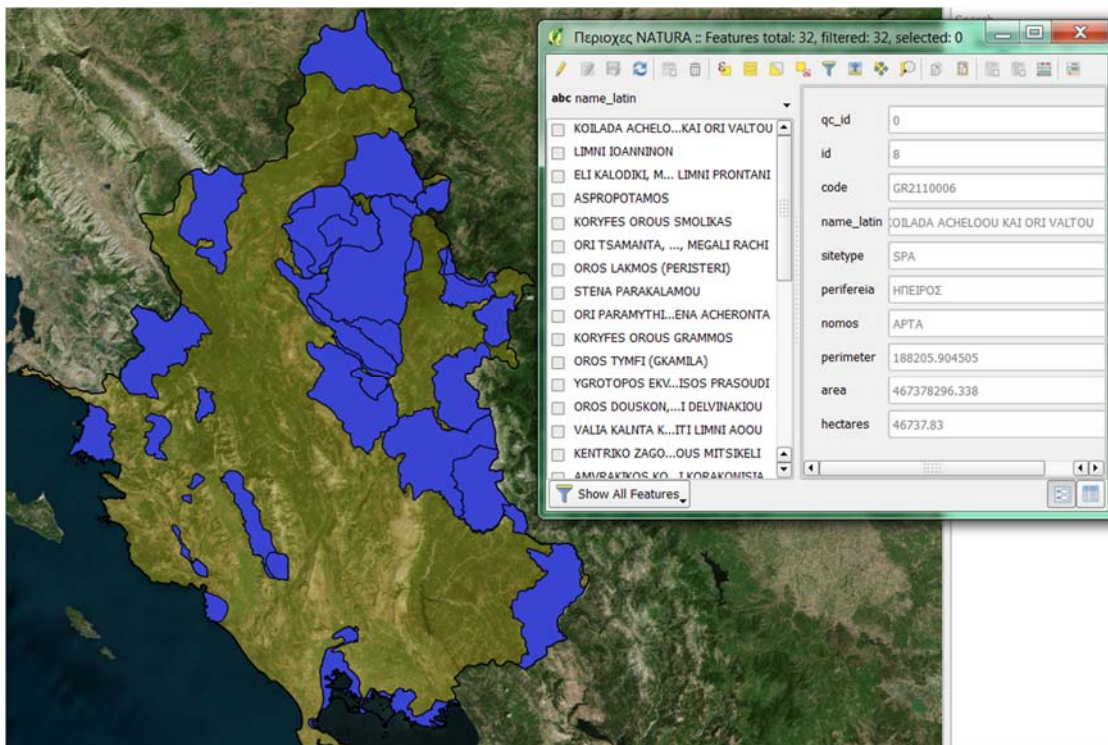 Περιοχες NATURA :: Features total: 32, filtered: 32, selected: 0
abc name_latin
KOILADA ACHELO...KAI ORI VALTOU
LIMNI IOANNINON
ELI KALODIKI, M... LIMNI PRONTANI
ASPROPOTAMOS
KORYFES OROUS SMOLIKAS
ORI TSAMANTA, ..., MEGALI RACHI
OROS LAKMOS (PERISTERI)
STENA PARAKALAMOU
ORI PARAMYTHI...ENA ACHERONTA
KORYFES OROUS GRAMMOS
OROS TYMFI (GKAMILA)
YGROTOPOS EKV...ISOS PRASOUDI
OROS DOUSKON,...I DELVINAKIOU
VALIA KALNTA K...ITI LIMNI AOOU
KENTRIKO ZAGO...OUS MITSIKELI
AMVRAKIKOS KO...I KORAKONISIA
Show All Features
qc_id 0
id 8
code GR2110006
name_latin KOILADA ACHELOOU KAI ORI VALTOU
sitetype SPA
perifereia ΗΠΕΙΡΟΣ
nomos ΑΡΤΑ
perimeter 188205.904505
area 467378296.338
hectares 46737.83